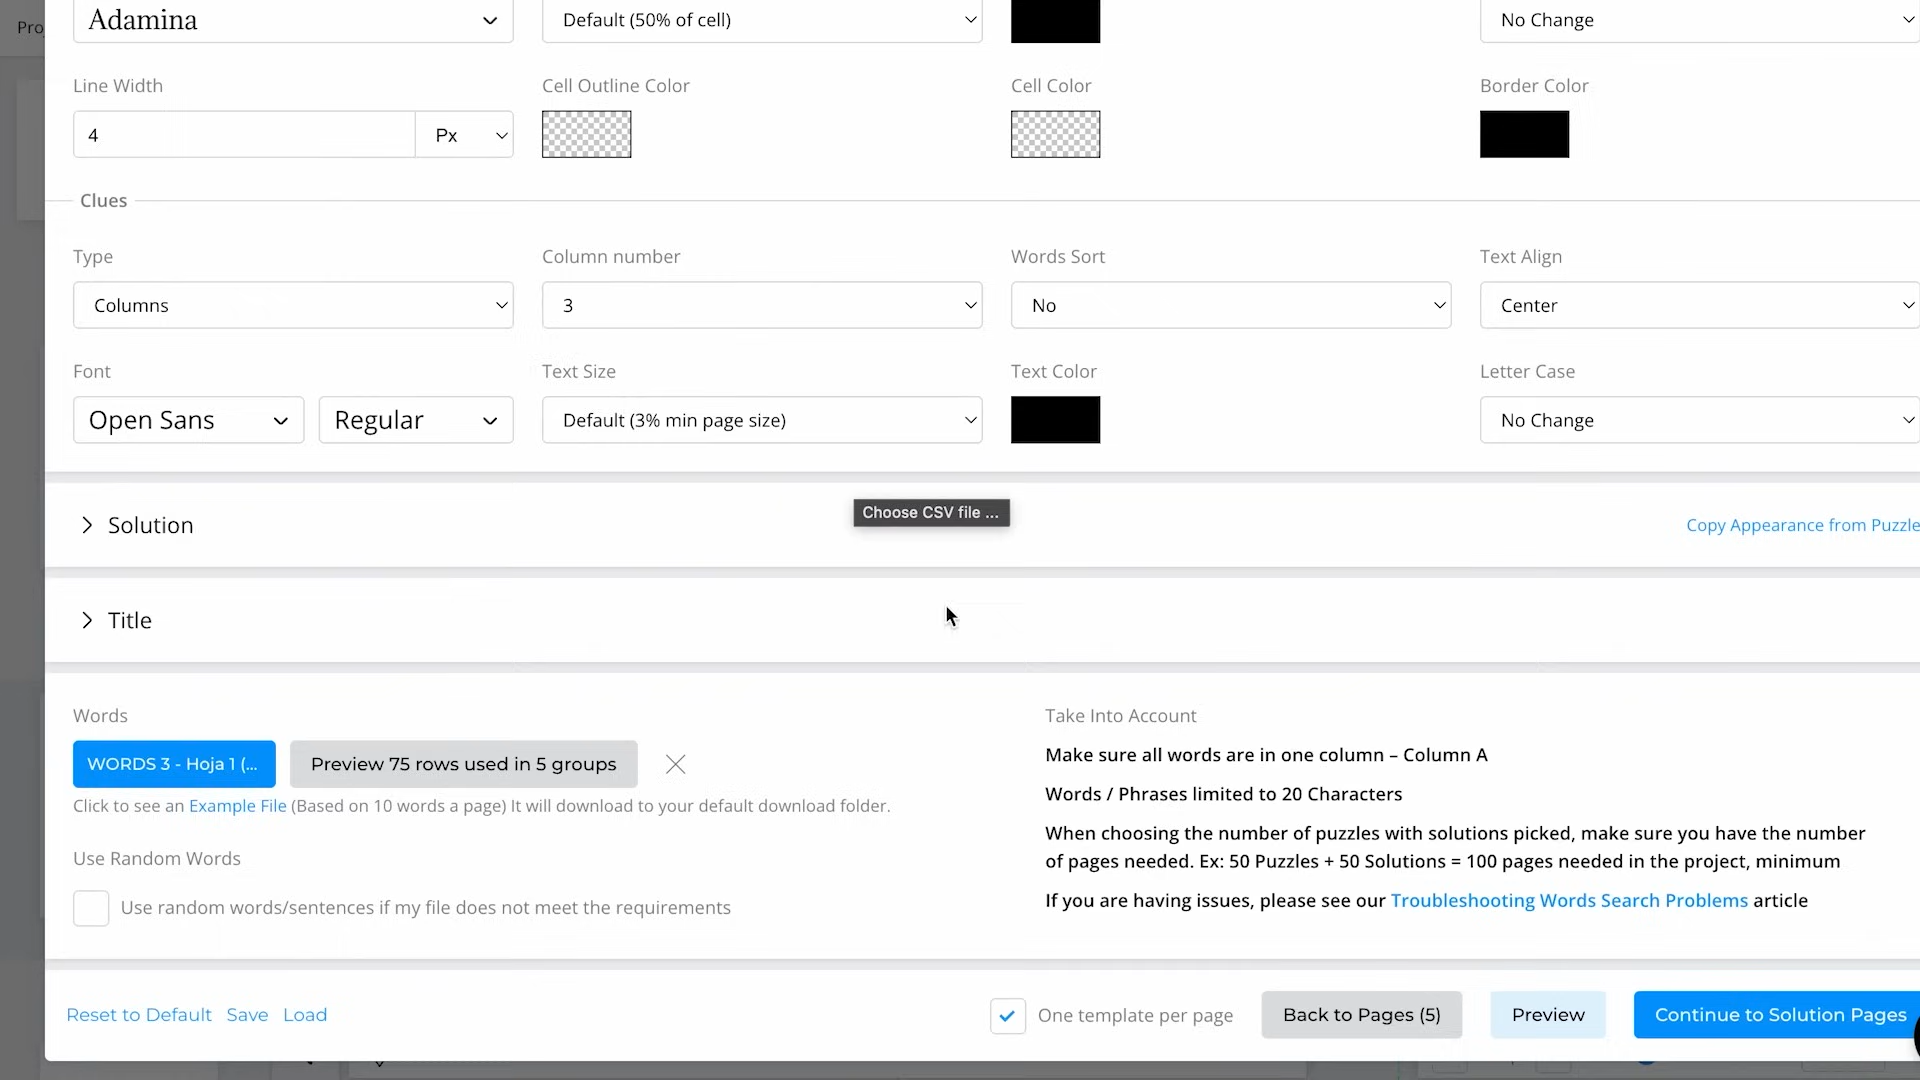 Pro
Adamina
Default (50% of cell)
No Change
Line Width
Cell Outline Color
Cell Color
Border Color
4
Px
Clues
Type
Column number
Words Sort
Text Align
Columns
3
No
Center
Font
Text Size
Text Color
Letter Case
Open Sans
Regular
Default (3% min page size)
No Change
Choose CSV file ...
Solution
Copy Appearance from Puzzle
Title
Words
WORDS 3 - Hoja 1 (...
Preview 75 rows used in 5 groups
Click to see an Example File (Based on 10 words a page) It will download to your default download folder.
Use Random Words
Use random words/sentences if my file does not meet the requirements
Take Into Account
Make sure all words are in one column – Column A
Words / Phrases limited to 20 Characters
When choosing the number of puzzles with solutions picked, make sure you have the number
of pages needed. Ex: 50 Puzzles + 50 Solutions = 100 pages needed in the project, minimum
If you are having issues, please see our Troubleshooting Words Search Problems article
Reset to Default
Save
Load
One template per page
Back to Pages (5)
Preview
Continue to Solution Pages